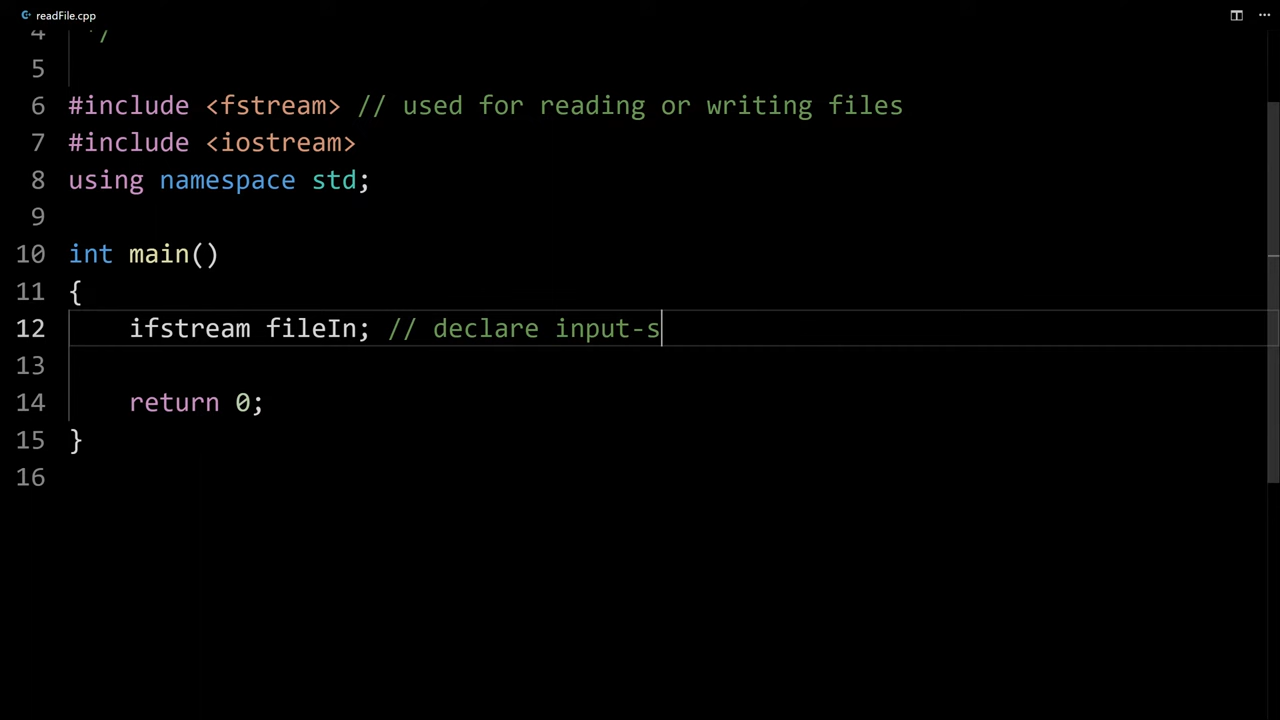 readFile.cpp
4 */
5
6 #include <fstream> // used for reading or writing files
7 #include <iostream>
8 using namespace std;
9
10 int main()
11 {
12 ifstream fileIn; // declare input-s
13
14 return 0;
15 }
16